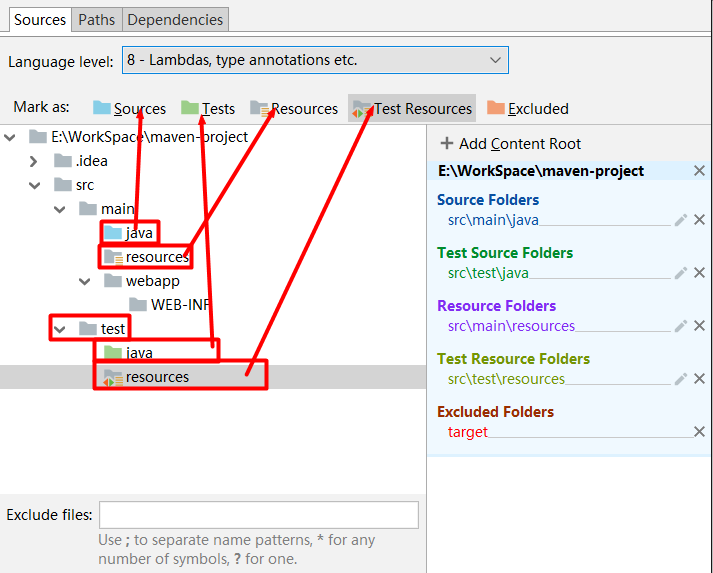 Sources Paths Dependencies
Language level: 8 - Lambdas, type annotations etc.
Mark as: Sources Tests Resources Test Resources Excluded
E:\WorkSpace\maven-project
.idea
src
main
java
resources
webapp
WEB-INF
test
java
resources
+ Add Content Root
E:\WorkSpace\maven-project
Source Folders
src\main\java
Test Source Folders
src\test\java
Resource Folders
src\main\resources
Test Resource Folders
src\test\resources
Excluded Folders
target
Exclude files:
Use ; to separate name patterns, * for any
number of symbols, ? for one.